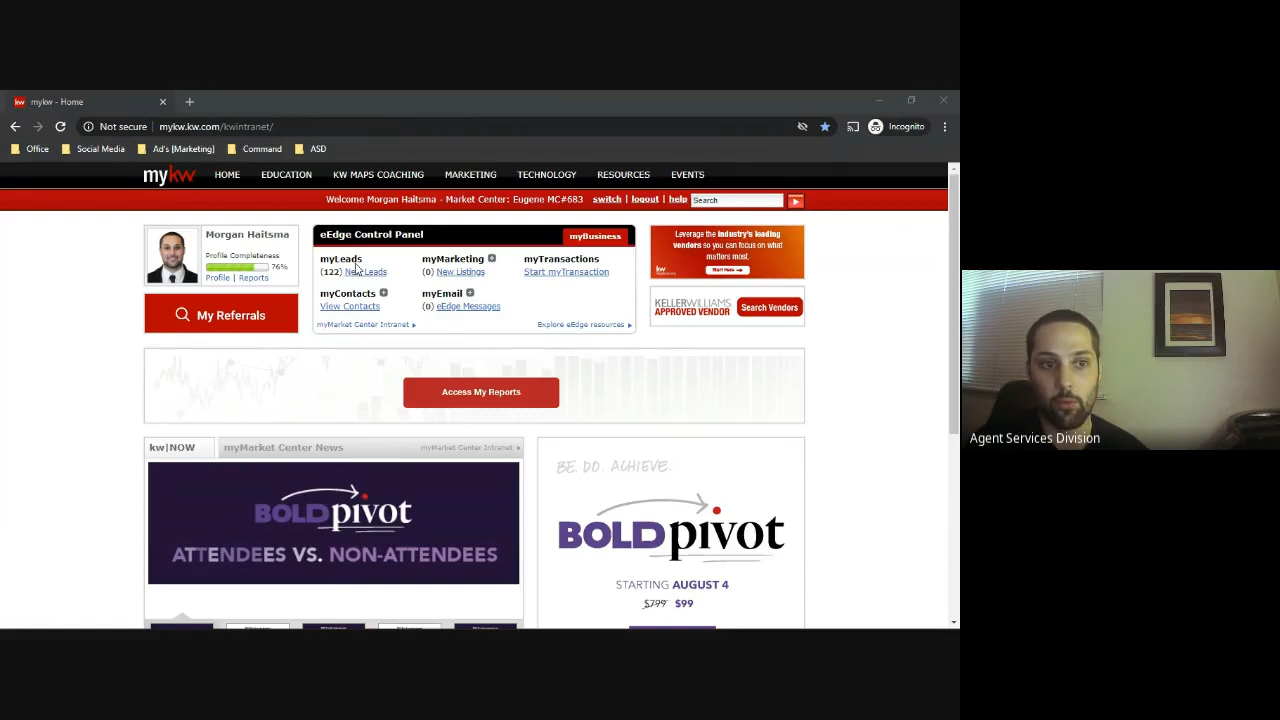 mykw - Home
Not secure mykw.kw.com/kwintranet/ Incognito
Office Social Media Ad's [Marketing] Command ASD
mykw HOME EDUCATION KW MAPS COACHING MARKETING TECHNOLOGY RESOURCES EVENTS
Welcome Morgan Haitsma - Market Center: Eugene MC#683 switch | logout | help Search
Morgan Haitsma
Profile Completeness
76%
Profile | Reports
My Referrals
eEdge Control Panel
myBusiness
myLeads
(122) New Leads
myMarketing
(0) New Listings
myTransactions
Start myTransaction
myContacts
View Contacts
myEmail
(0) eEdge Messages
myMarket Center Intranet
Explore eEdge resources
Leverage the industry's leading
vendors so you can focus on what
matters most.
kw
Start Here
KELLERWILLIAMS
APPROVED VENDOR
Search Vendors
Access My Reports
kw|NOW
myMarket Center News
myMarket Center Intranet
BOLD pivot
ATTENDEES VS. NON-ATTENDEES
BE. DO. ACHIEVE.
BOLD pivot
STARTING AUGUST 4
$799 $99
Agent Services Division